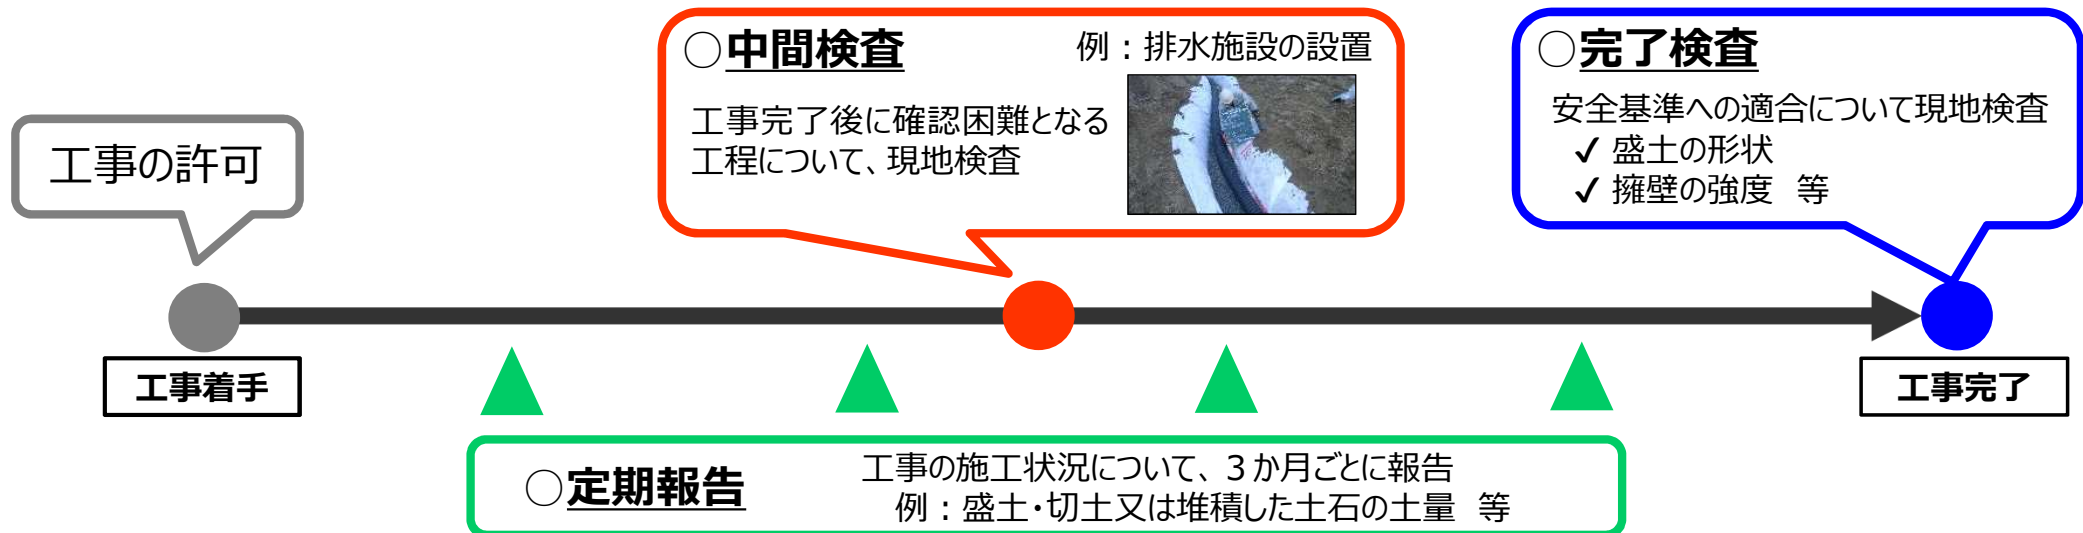 工事の許可
○中間検査
例：排水施設の設置
工事完了後に確認困難となる
工程について、現地検査
○完了検査
安全基準への適合について現地検査
✓ 盛土の形状
✓ 擁壁の強度 等
工事着手
工事完了
○定期報告
工事の施工状況について、３か月ごとに報告
例：盛土・切土又は堆積した土石の土量 等